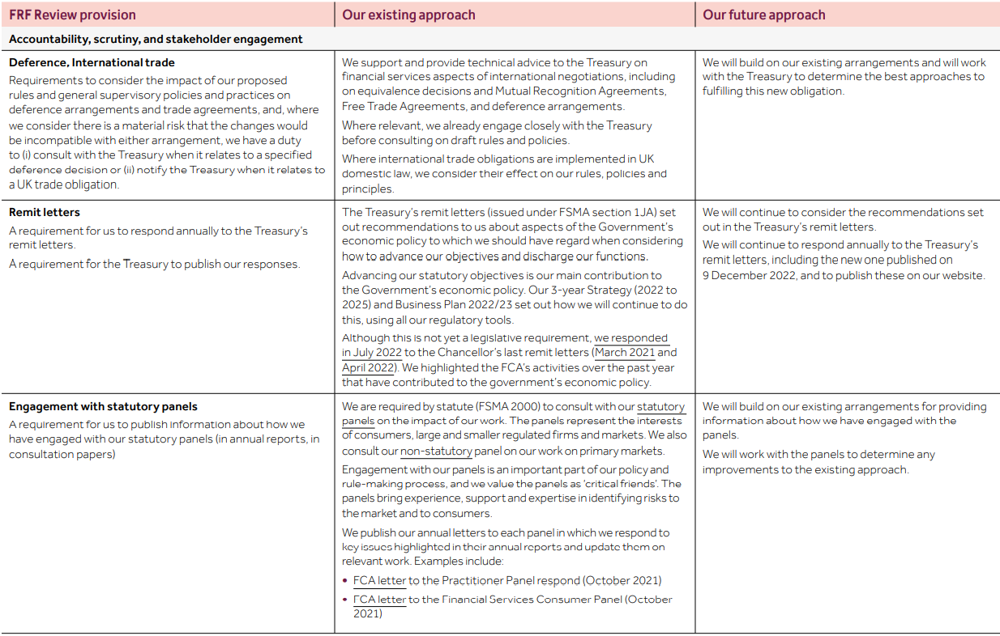 FRF Review provision
Our existing approach
Our future approach
Accountability, scrutiny, and stakeholder engagement
Deference, International trade
Requirements to consider the impact of our proposed
rules and general supervisory policies and practices on
deference arrangements and trade agreements, and, where
we consider there is a material risk that the changes would
be incompatible with either arrangement, we have a duty
to (i) consult with the Treasury when it relates to a specified
deference decision or (ii) notify the Treasury when it relates to
a UK trade obligation.
We support and provide technical advice to the Treasury on
financial services aspects of international negotiations, including
on equivalence decisions and Mutual Recognition Agreements,
Free Trade Agreements, and deference arrangements.
Where relevant, we already engage closely with the Treasury
before consulting on draft rules and policies.
Where international trade obligations are implemented in UK
domestic law, we consider their effect on our rules, policies and
principles.
We will build on our existing arrangements and will work
with the Treasury to determine the best approaches to
fulfilling this new obligation.
Remit letters
A requirement for us to respond annually to the Treasury's
remit letters.
A requirement for the Treasury to publish our responses.
The Treasury's remit letters (issued under FSMA section 1JA) set
out recommendations to us about aspects of the Government's
economic policy to which we should have regard when considering
how to advance our objectives and discharge our functions.
Advancing our statutory objectives is our main contribution to
the Government's economic policy. Our 3-year Strategy (2022 to
2025) and Business Plan 2022/23 set out how we will continue to do
this, using all our regulatory tools.
Although this is not yet a legislative requirement, we responded
in July 2022 to the Chancellor's last remit letters (March 2021 and
April 2022). We highlighted the FCA's activities over the past year
that have contributed to the government's economic policy.
We will continue to consider the recommendations set
out in the Treasury's remit letters.
We will continue to respond annually to the Treasury's
remit letters, including the new one published on
9 December 2022, and to publish these on our website.
Engagement with statutory panels
A requirement for us to publish information about how we
have engaged with our statutory panels (in annual reports, in
consultation papers)
We are required by statute (FSMA 2000) to consult with our statutory
panels on the impact of our work. The panels represent the interests
of consumers, large and smaller regulated firms and markets. We also
consult our non-statutory panel on our work on primary markets.
Engagement with our panels is an important part of our policy and
rule-making process, and we value the panels as 'critical friends'. The
panels bring experience, support and expertise in identifying risks to
the market and to consumers.
We publish our annual letters to each panel in which we respond to
key issues highlighted in their annual reports and update them on
relevant work. Examples include:
• FCA letter to the Practitioner Panel respond (October 2021)
• FCA letter to the Financial Services Consumer Panel (October
2021)
We will build on our existing arrangements for providing
information about how we have engaged with the
panels.
We will work with the panels to determine any
improvements to the existing approach.